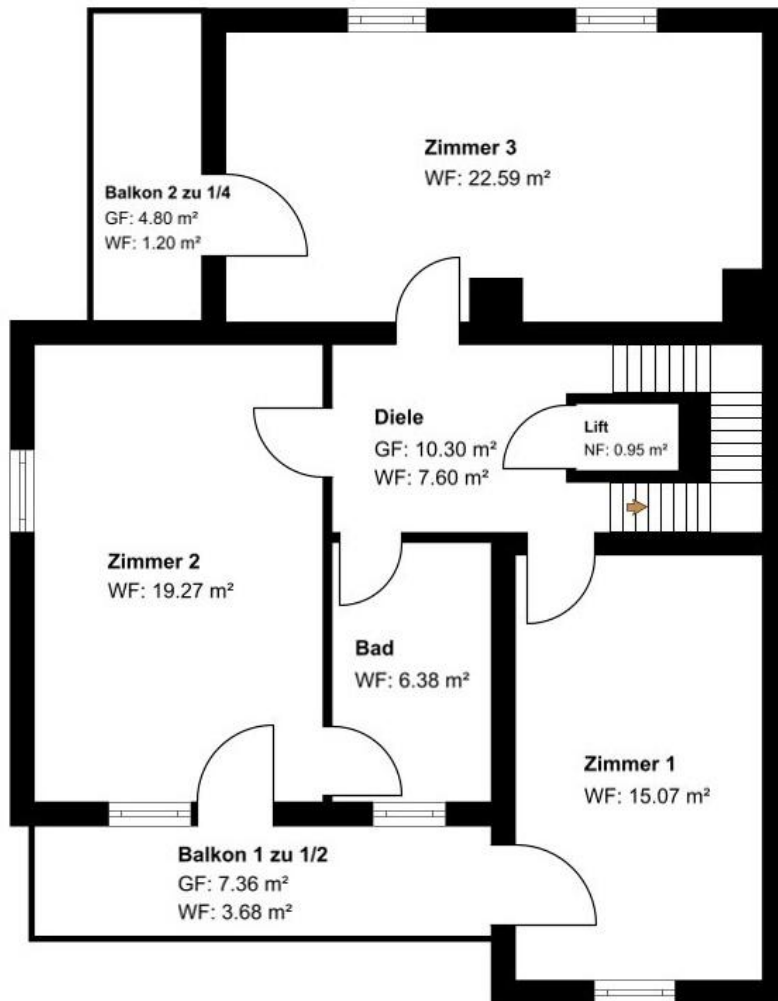 Zimmer 3
WF: 22.59 m²
Balkon 2 zu 1/4
GF: 4.80 m²
WF: 1.20 m²
Diele
GF: 10.30 m²
WF: 7.60 m²
Lift
NF: 0.95 m²
Zimmer 2
WF: 19.27 m²
Bad
WF: 6.38 m²
Zimmer 1
WF: 15.07 m²
Balkon 1 zu 1/2
GF: 7.36 m²
WF: 3.68 m²